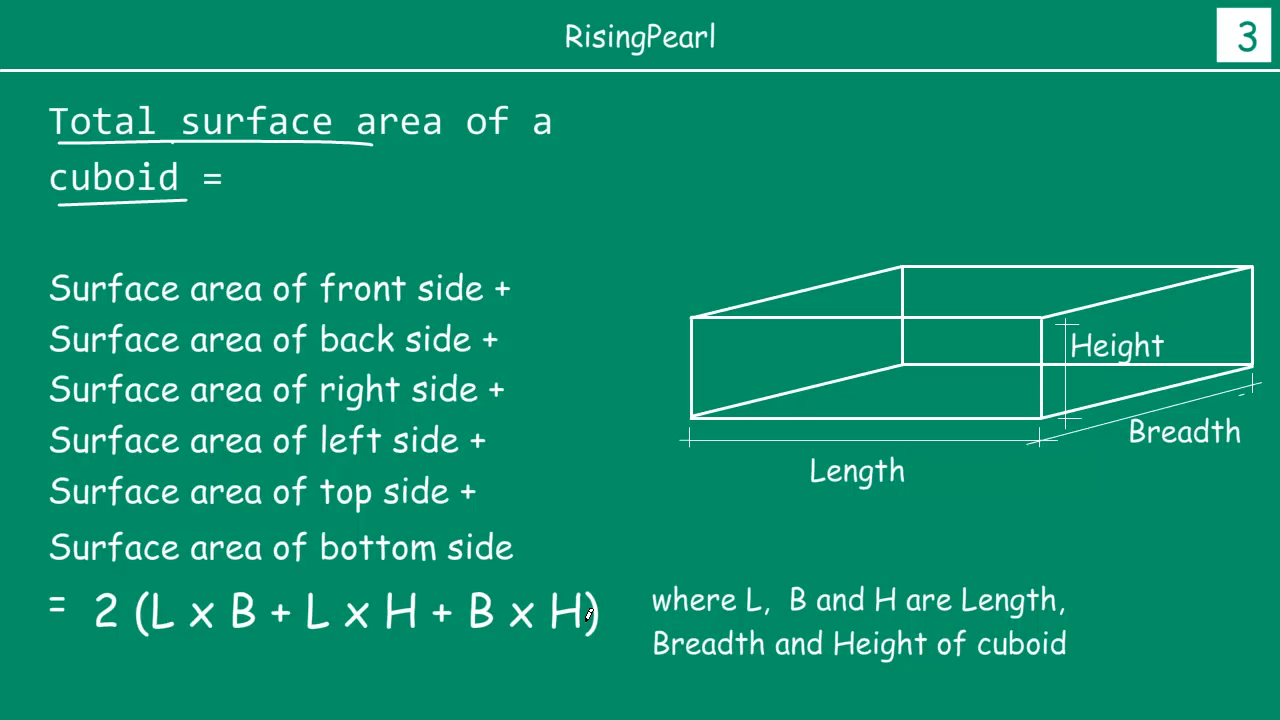 RisingPearl
3
Total surface area of a
cuboid =
Surface area of front side +
Surface area of back side +
Surface area of right side +
Surface area of left side +
Surface area of top side +
Surface area of bottom side
= 2 (L x B + L x H + B x H)
Height
Breadth
Length
where L, B and H are Length,
Breadth and Height of cuboid